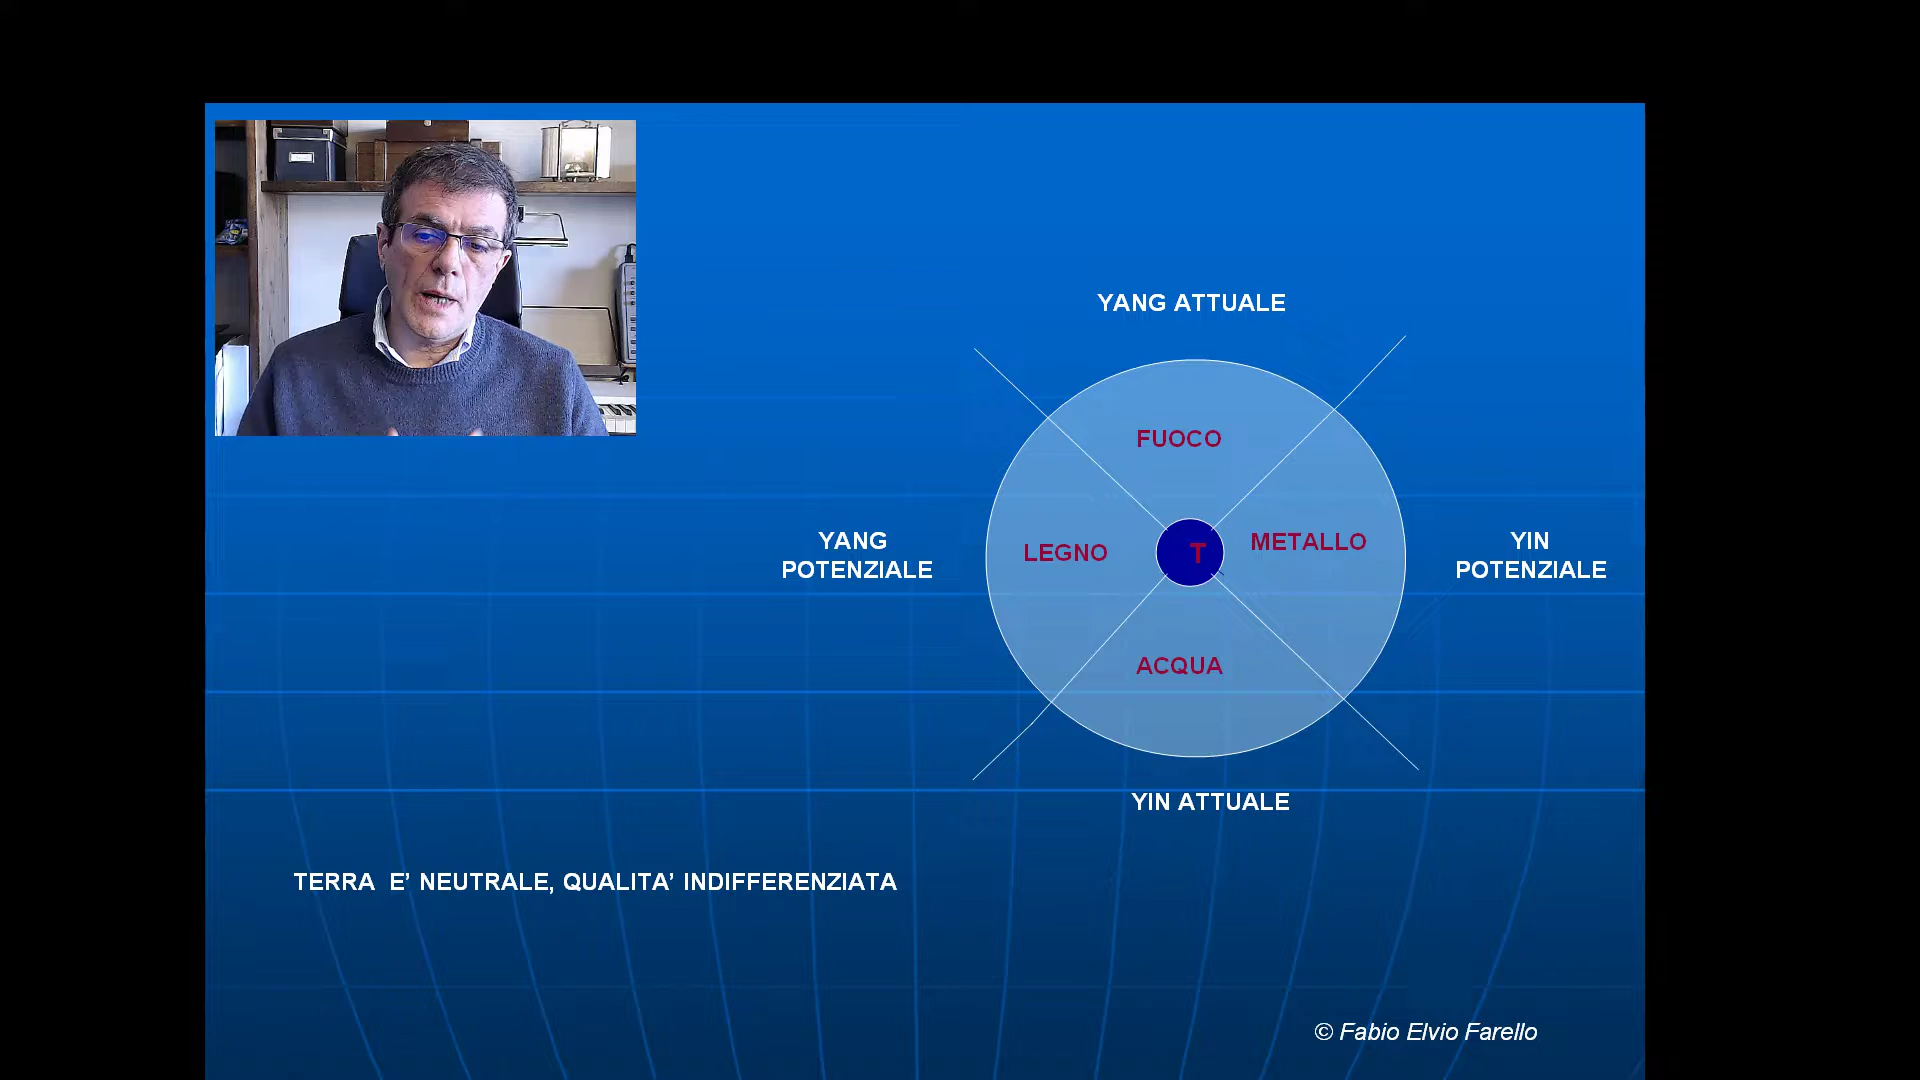 YANG ATTUALE
FUOCO
YANG
POTENZIALE
LEGNO
T
METALLO
YIN
POTENZIALE
ACQUA
YIN ATTUALE
TERRA  E’ NEUTRALE, QUALITA’ INDIFFERENZIATA
© Fabio Elvio Farello